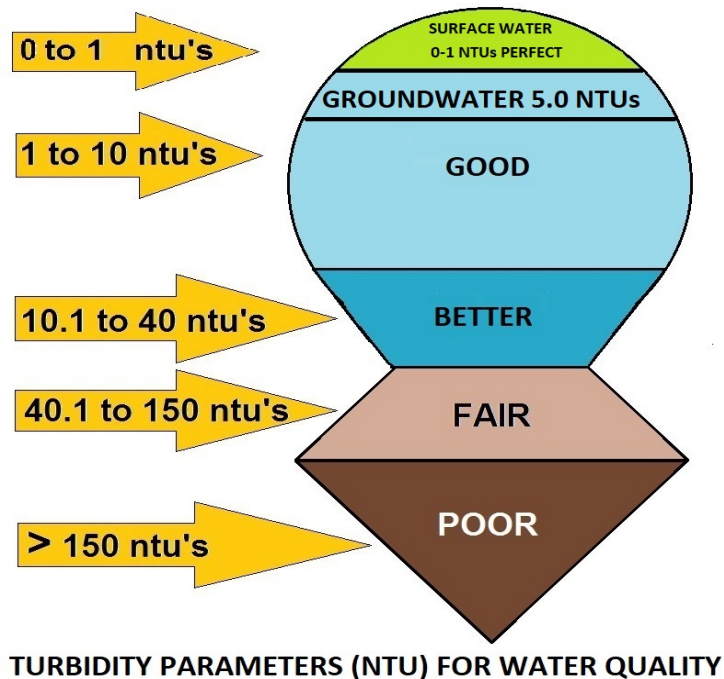 0 to 1 ntu's
SURFACE WATER
0-1 NTUs PERFECT
GROUNDWATER 5.0 NTUs
1 to 10 ntu's
GOOD
10.1 to 40 ntu's
BETTER
40.1 to 150 ntu's
FAIR
> 150 ntu's
POOR
TURBIDITY PARAMETERS (NTU) FOR WATER QUALITY